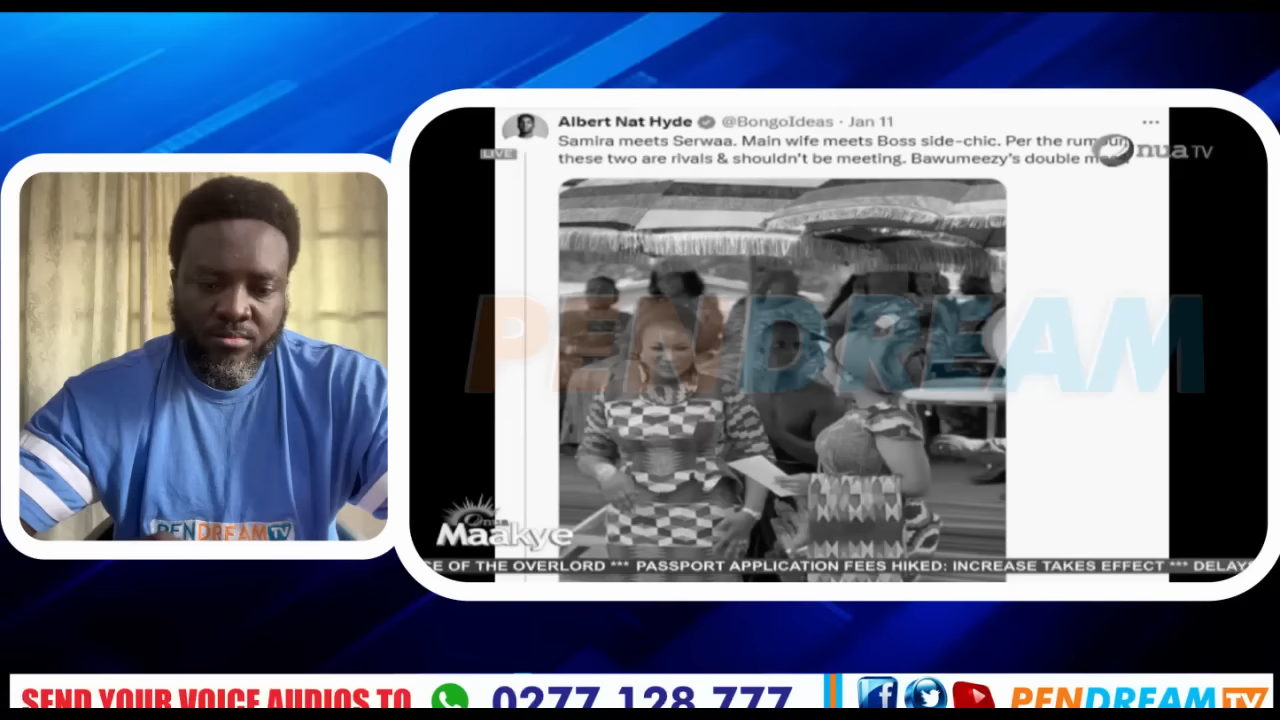 Albert Nat Hyde @BongoIdeas · Jan 11
Samira meets Serwaa. Main wife meets Boss side-chic. Per the
these two are rivals & shouldn't be meeting. Bawumeezy's double
LIVE
nua TV
PENDREAM
PENDREAM TV
Onua
Maakye
OF THE OVERLORD *** PASSPORT APPLICATION FEES HIKED: INCREASE TAKES EFFECT *** DELAY
SEND YOUR VOICE AUDIOS TO 0277 128 777 PENDREAM TV